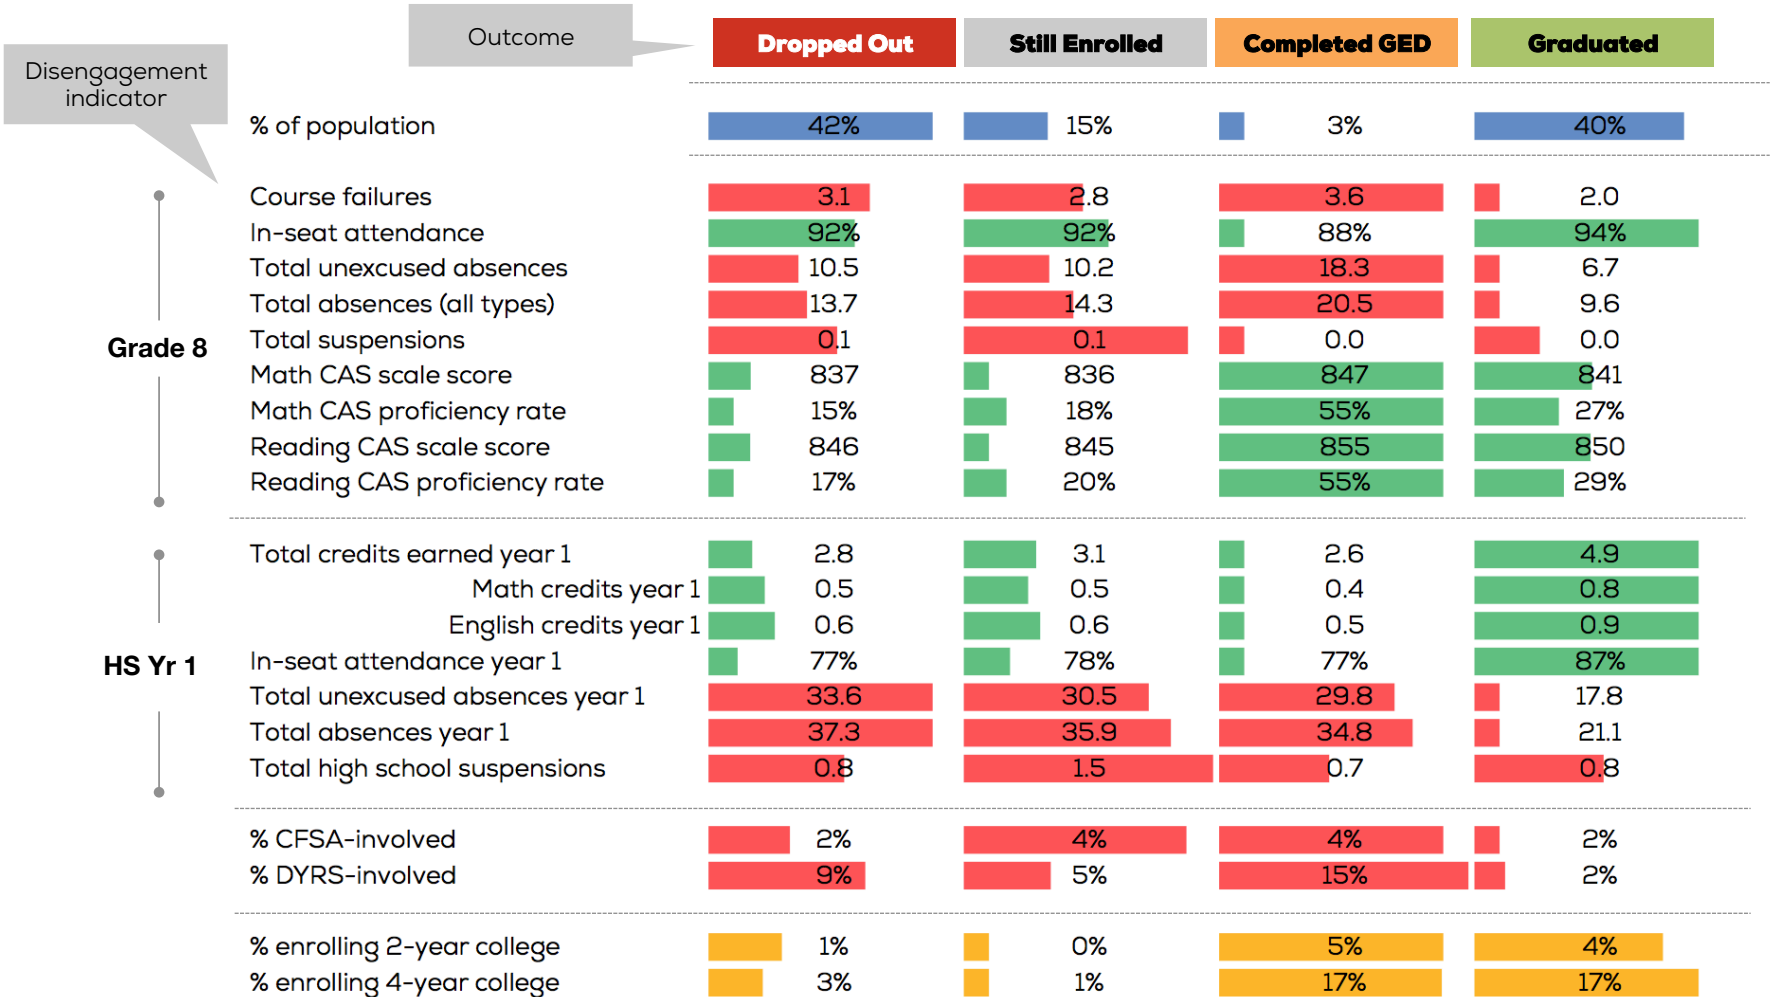 Outcome
Dropped Out Still Enrolled Completed GED Graduated
Disengagement
indicator
% of population 42% 15% 3% 40%
Grade 8
Course failures 3.1 2.8 3.6 2.0
In-seat attendance 92% 92% 88% 94%
Total unexcused absences 10.5 10.2 18.3 6.7
Total absences (all types) 13.7 14.3 20.5 9.6
Total suspensions 0.1 0.1 0.0 0.0
Math CAS scale score 837 836 847 841
Math CAS proficiency rate 15% 18% 55% 27%
Reading CAS scale score 846 845 855 850
Reading CAS proficiency rate 17% 20% 55% 29%
HS Yr 1
Total credits earned year 1 2.8 3.1 2.6 4.9
Math credits year 1 0.5 0.5 0.4 0.8
English credits year 1 0.6 0.6 0.5 0.9
In-seat attendance year 1 77% 78% 77% 87%
Total unexcused absences year 1 33.6 30.5 29.8 17.8
Total absences year 1 37.3 35.9 34.8 21.1
Total high school suspensions 0.8 1.5 0.7 0.8
% CFSA-involved 2% 4% 4% 2%
% DYRS-involved 9% 5% 15% 2%
% enrolling 2-year college 1% 0% 5% 4%
% enrolling 4-year college 3% 1% 17% 17%